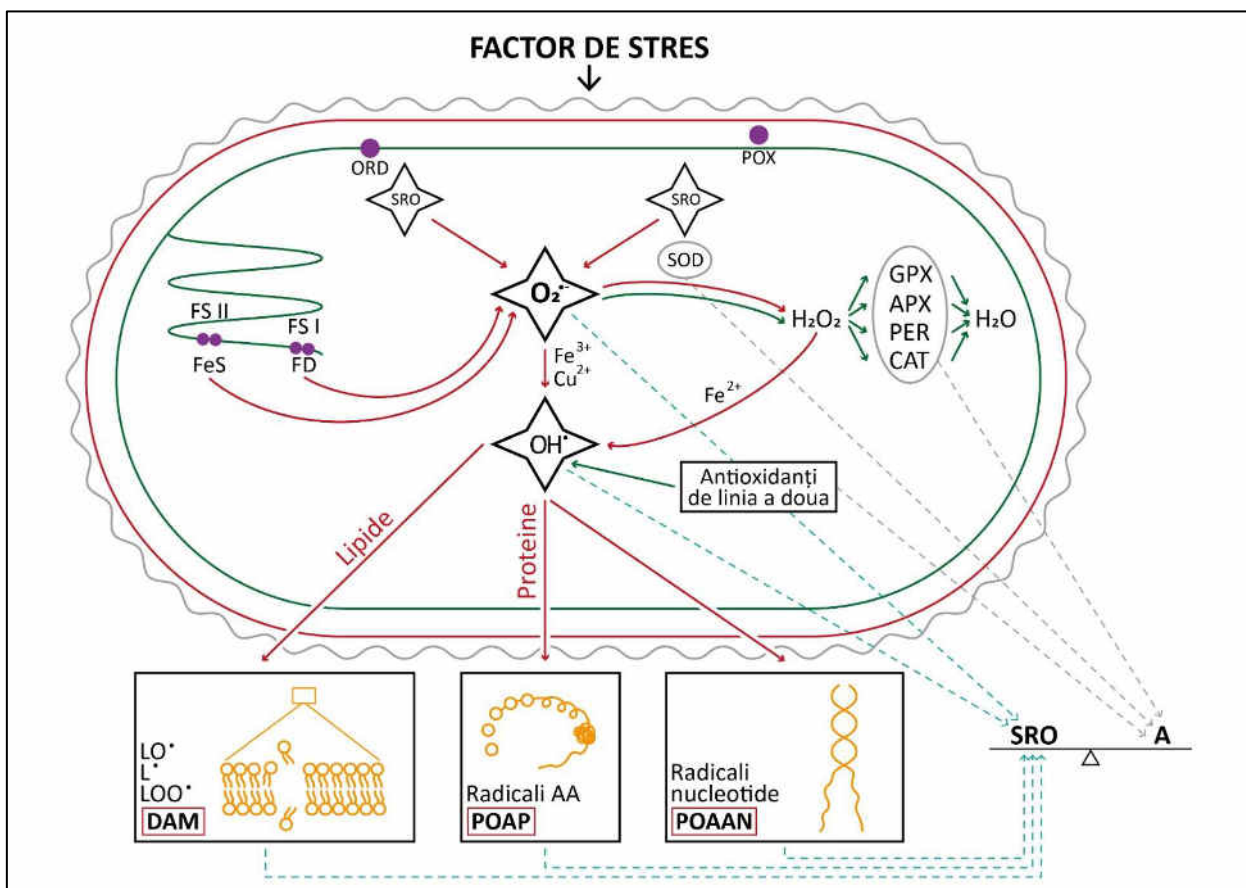 FACTOR DE STRES
ORD
POX
SRO
SRO
SOD
O₂•-
H₂O₂
GPX
APX
PER
CAT
H₂O
FS II
FS I
FeS
FD
Fe³⁺
Cu²⁺
Fe²⁺
OH•
Antioxidanți
de linia a doua
Lipide
Proteine
LO•
L•
LOO•
DAM
Radicali AA
POAP
Radicali
nucleotide
POAAN
SRO
A